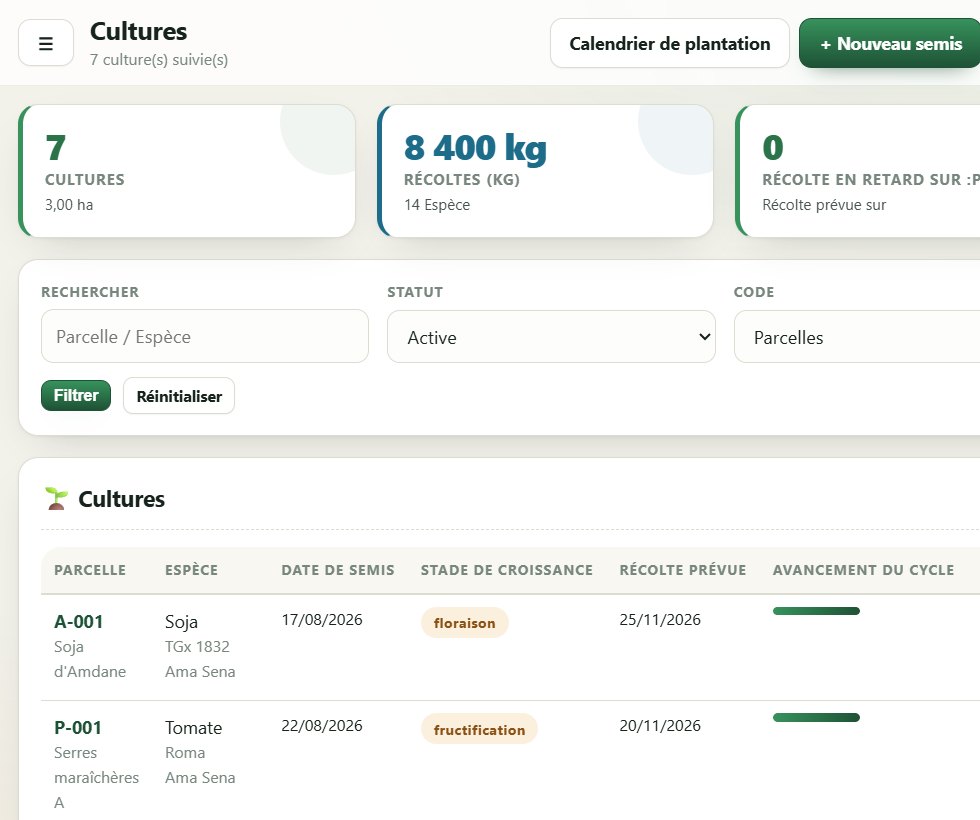 ☰
Cultures
7 culture(s) suivie(s)
Calendrier de plantation
+ Nouveau semis
7
CULTURES
3,00 ha
8 400 kg
RÉCOLTES (KG)
14 Espèce
0
RÉCOLTE EN RETARD SUR :P
Récolte prévue sur
RECHERCHER
Parcelle / Espèce
STATUT
Active
CODE
Parcelles
Filtrer
Réinitialiser
🌱 Cultures
PARCELLE ESPÈCE DATE DE SEMIS STADE DE CROISSANCE RÉCOLTE PRÉVUE AVANCEMENT DU CYCLE
A-001 Soja 17/08/2026 floraison 25/11/2026
Soja TGx 1832
d'Amdane Ama Sena
P-001 Tomate 22/08/2026 fructification 20/11/2026
Serres Roma
maraîchères Ama Sena
A